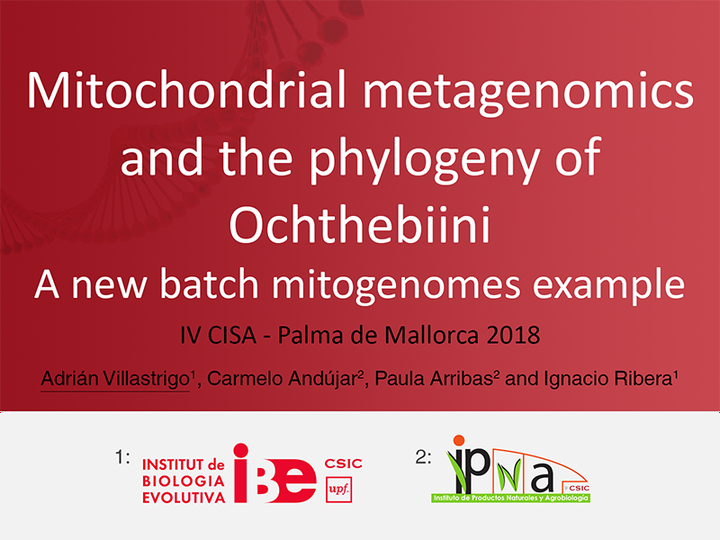 Mitochondrial metagenomics
and the phylogeny of
Ochthebiini
A new batch mitogenomes example
IV CISA - Palma de Mallorca 2018
Adrián Villastrigo¹, Carmelo Andújar², Paula Arribas² and Ignacio Ribera¹
1:
INSTITUT de
BIOLOGIA
EVOLUTIVA
iBe
CSIC
upf.
2:
ipna
CSIC
Instituto de Productos Naturales y Agrobiología